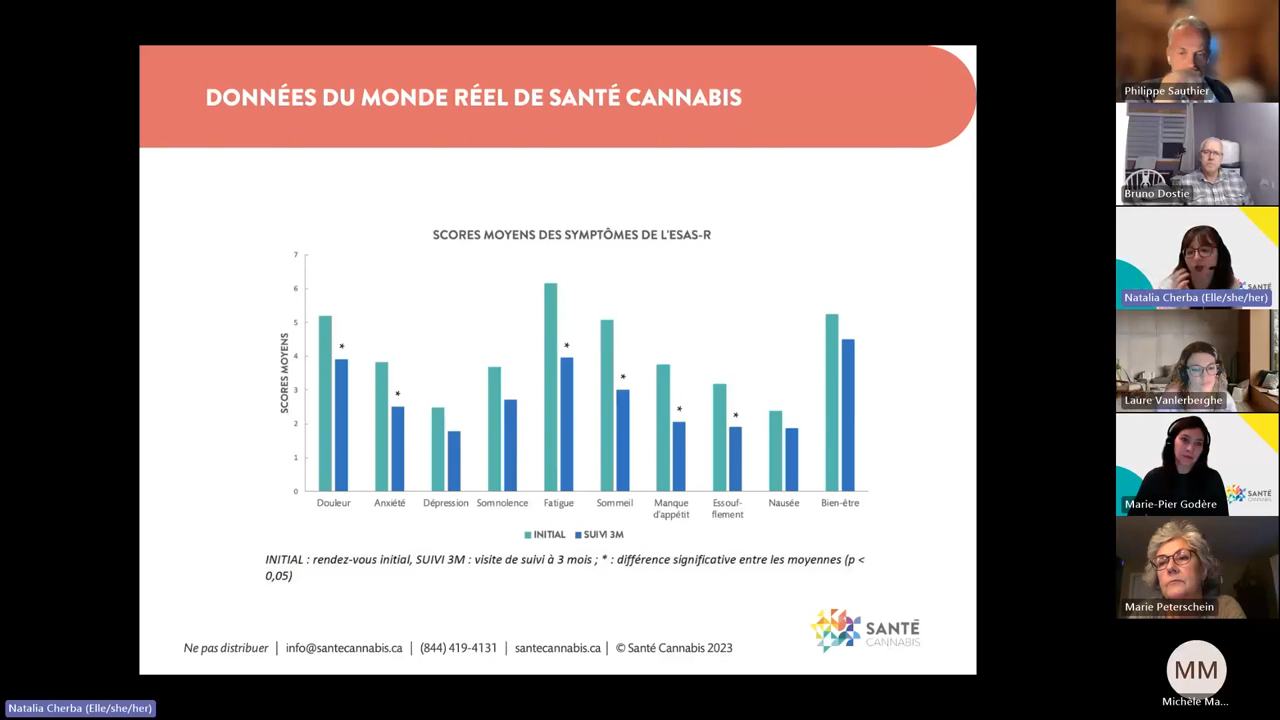 DONNÉES DU MONDE RÉEL DE SANTÉ CANNABIS
SCORES MOYENS DES SYMPTÔMES DE L'ESAS-R
SCORES MOYENS
7
6
5
4
3
2
1
0
* * * * * *
Douleur Anxiété Dépression Somnolence Fatigue Sommeil Manque d'appétit Essouf-flement Nausée Bien-être
INITIAL SUIVI 3M
INITIAL : rendez-vous initial, SUIVI 3M : visite de suivi à 3 mois ; * : différence significative entre les moyennes (p <
0,05)
Ne pas distribuer | info@santecannabis.ca | (844) 419-4131 | santecannabis.ca | © Santé Cannabis 2023
SANTÉ
CANNABIS
Philippe Sauthier
Bruno Dostie
Natalia Cherba (Elle/she/her)
SANTÉ
Laure Vanlerberghe
Marie-Pier Godère
SANTÉ
Marie Peterschein
MM
Michèle Ma...
Natalia Cherba (Elle/she/her)